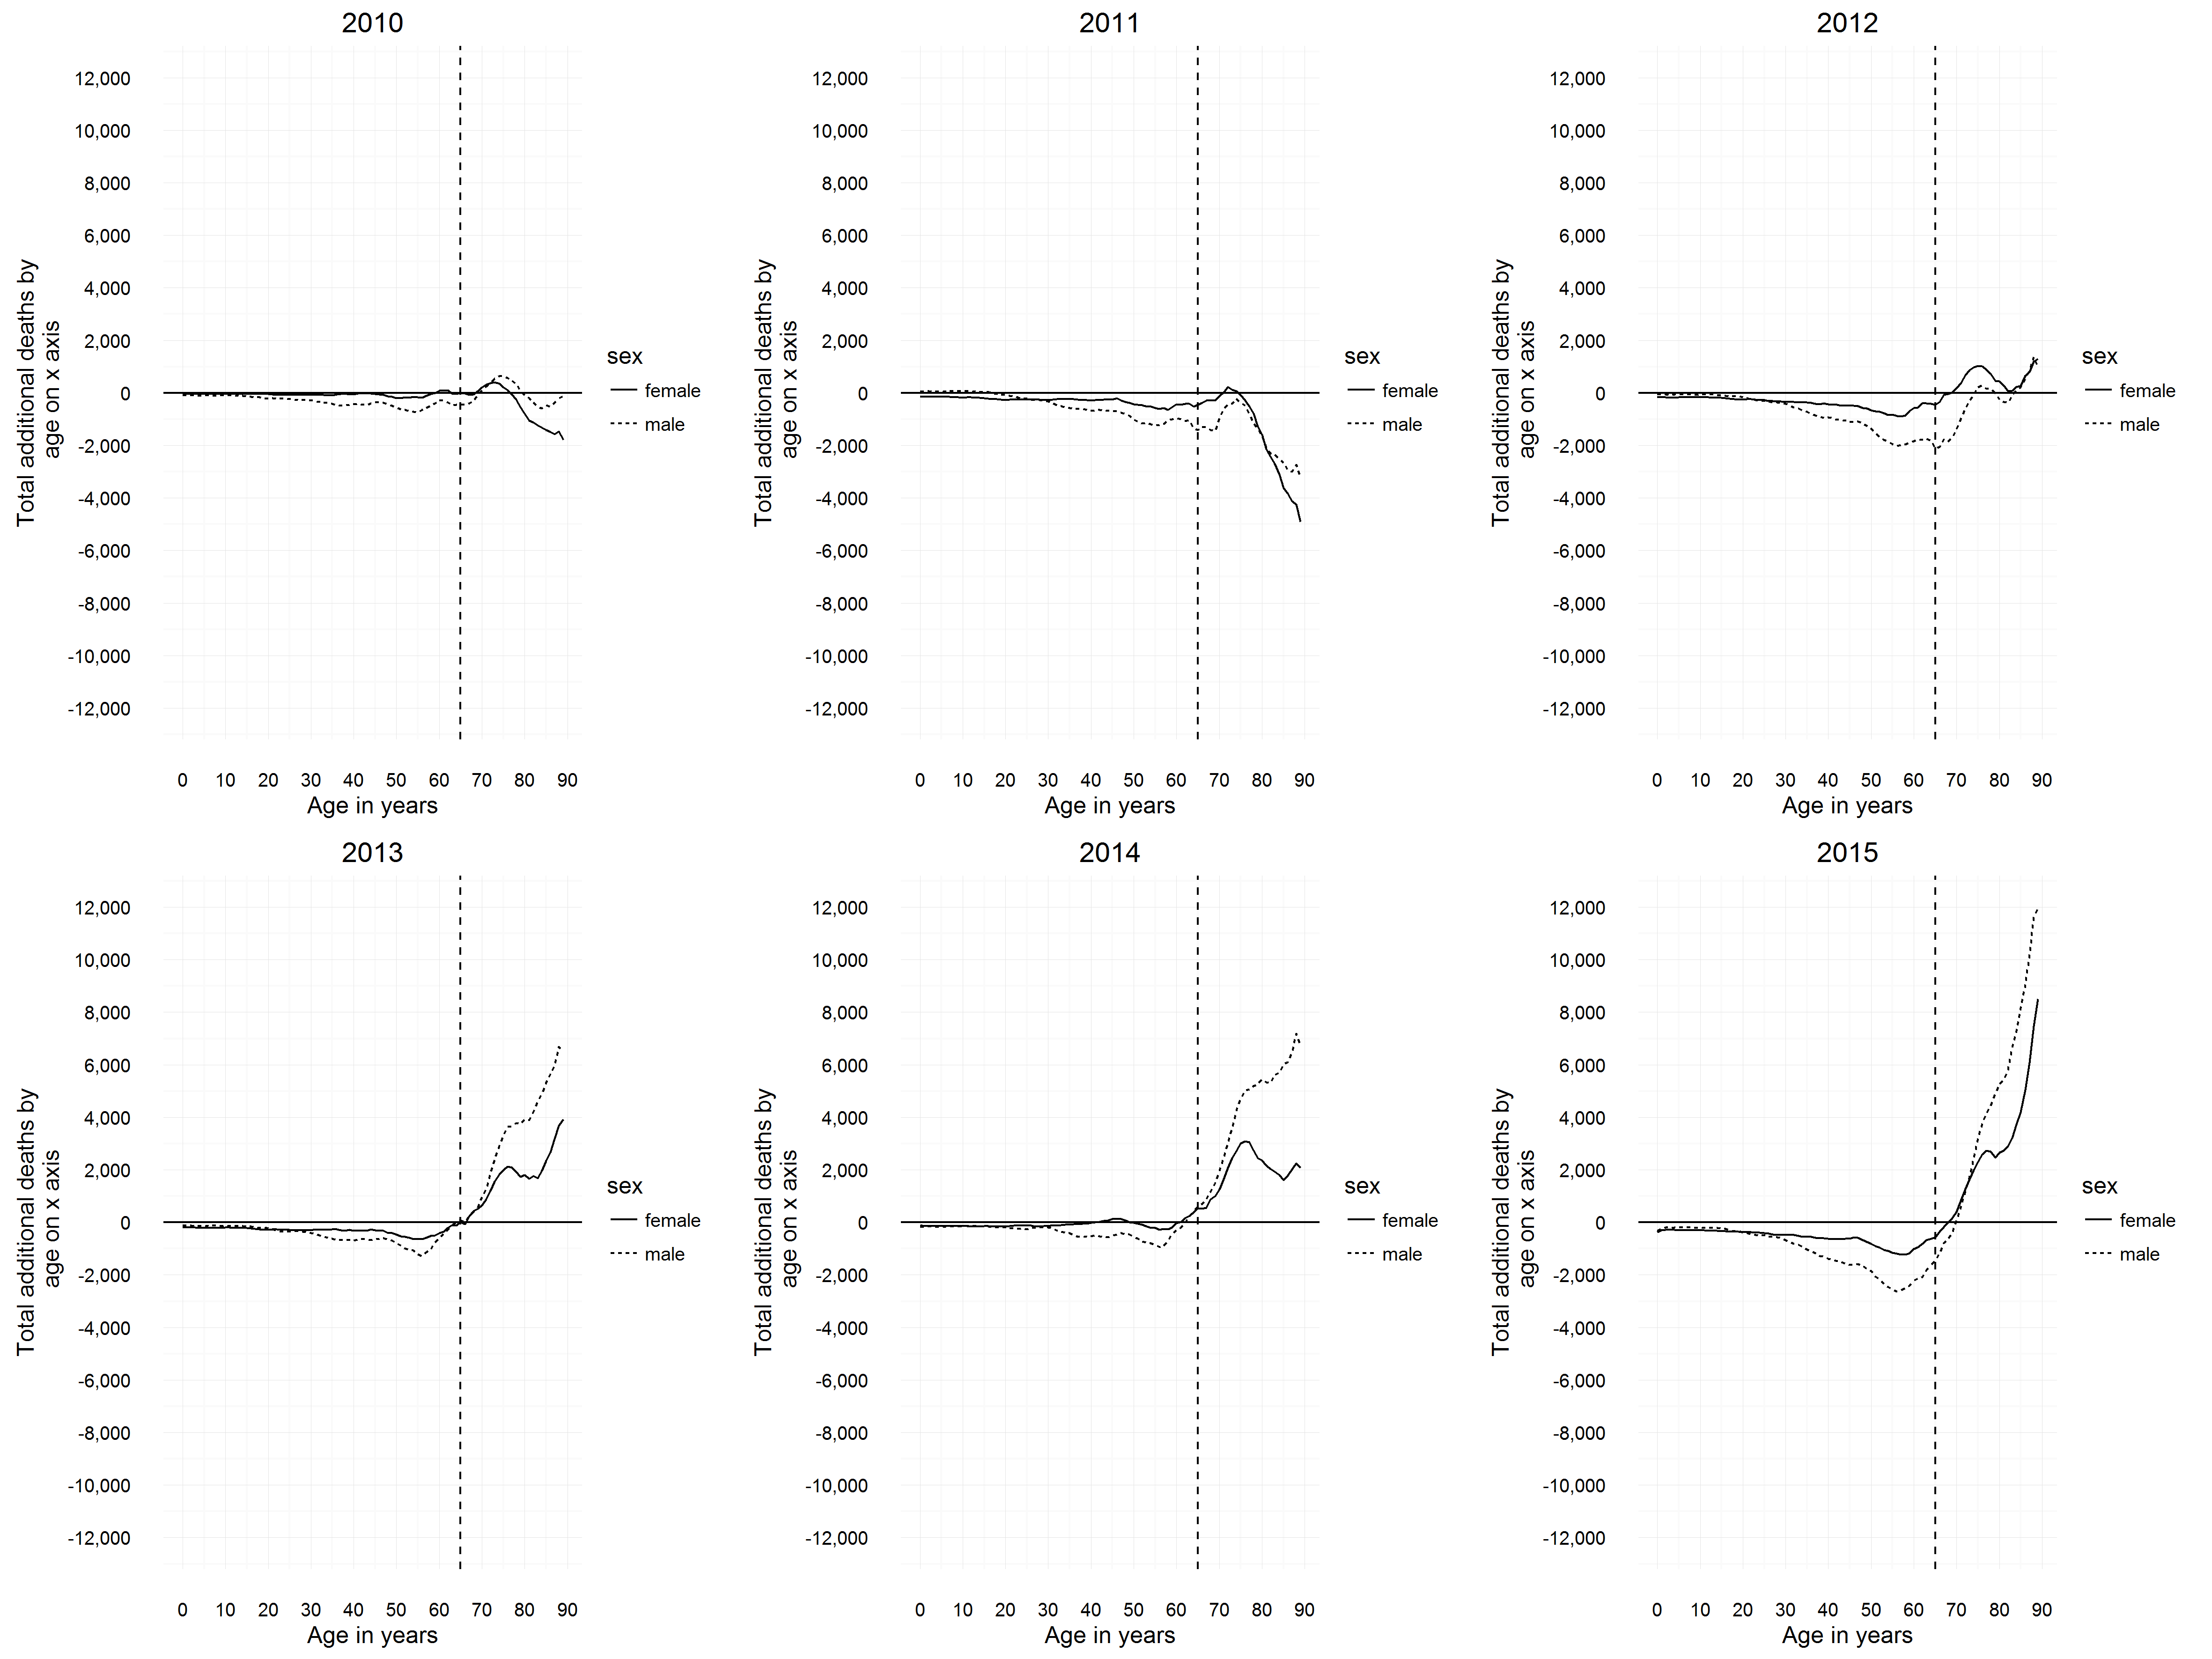 2010
12,000
10,000
8,000
6,000
4,000
2,000
0
-2,000
-4,000
-6,000
-8,000
-10,000
-12,000
Total additional deaths by
age on x axis
0 10 20 30 40 50 60 70 80 90
Age in years
sex
female
male
2011
12,000
10,000
8,000
6,000
4,000
2,000
0
-2,000
-4,000
-6,000
-8,000
-10,000
-12,000
Total additional deaths by
age on x axis
0 10 20 30 40 50 60 70 80 90
Age in years
sex
female
male
2012
12,000
10,000
8,000
6,000
4,000
2,000
0
-2,000
-4,000
-6,000
-8,000
-10,000
-12,000
Total additional deaths by
age on x axis
0 10 20 30 40 50 60 70 80 90
Age in years
sex
female
male
2013
12,000
10,000
8,000
6,000
4,000
2,000
0
-2,000
-4,000
-6,000
-8,000
-10,000
-12,000
Total additional deaths by
age on x axis
0 10 20 30 40 50 60 70 80 90
Age in years
sex
female
male
2014
12,000
10,000
8,000
6,000
4,000
2,000
0
-2,000
-4,000
-6,000
-8,000
-10,000
-12,000
Total additional deaths by
age on x axis
0 10 20 30 40 50 60 70 80 90
Age in years
sex
female
male
2015
12,000
10,000
8,000
6,000
4,000
2,000
0
-2,000
-4,000
-6,000
-8,000
-10,000
-12,000
Total additional deaths by
age on x axis
0 10 20 30 40 50 60 70 80 90
Age in years
sex
female
male